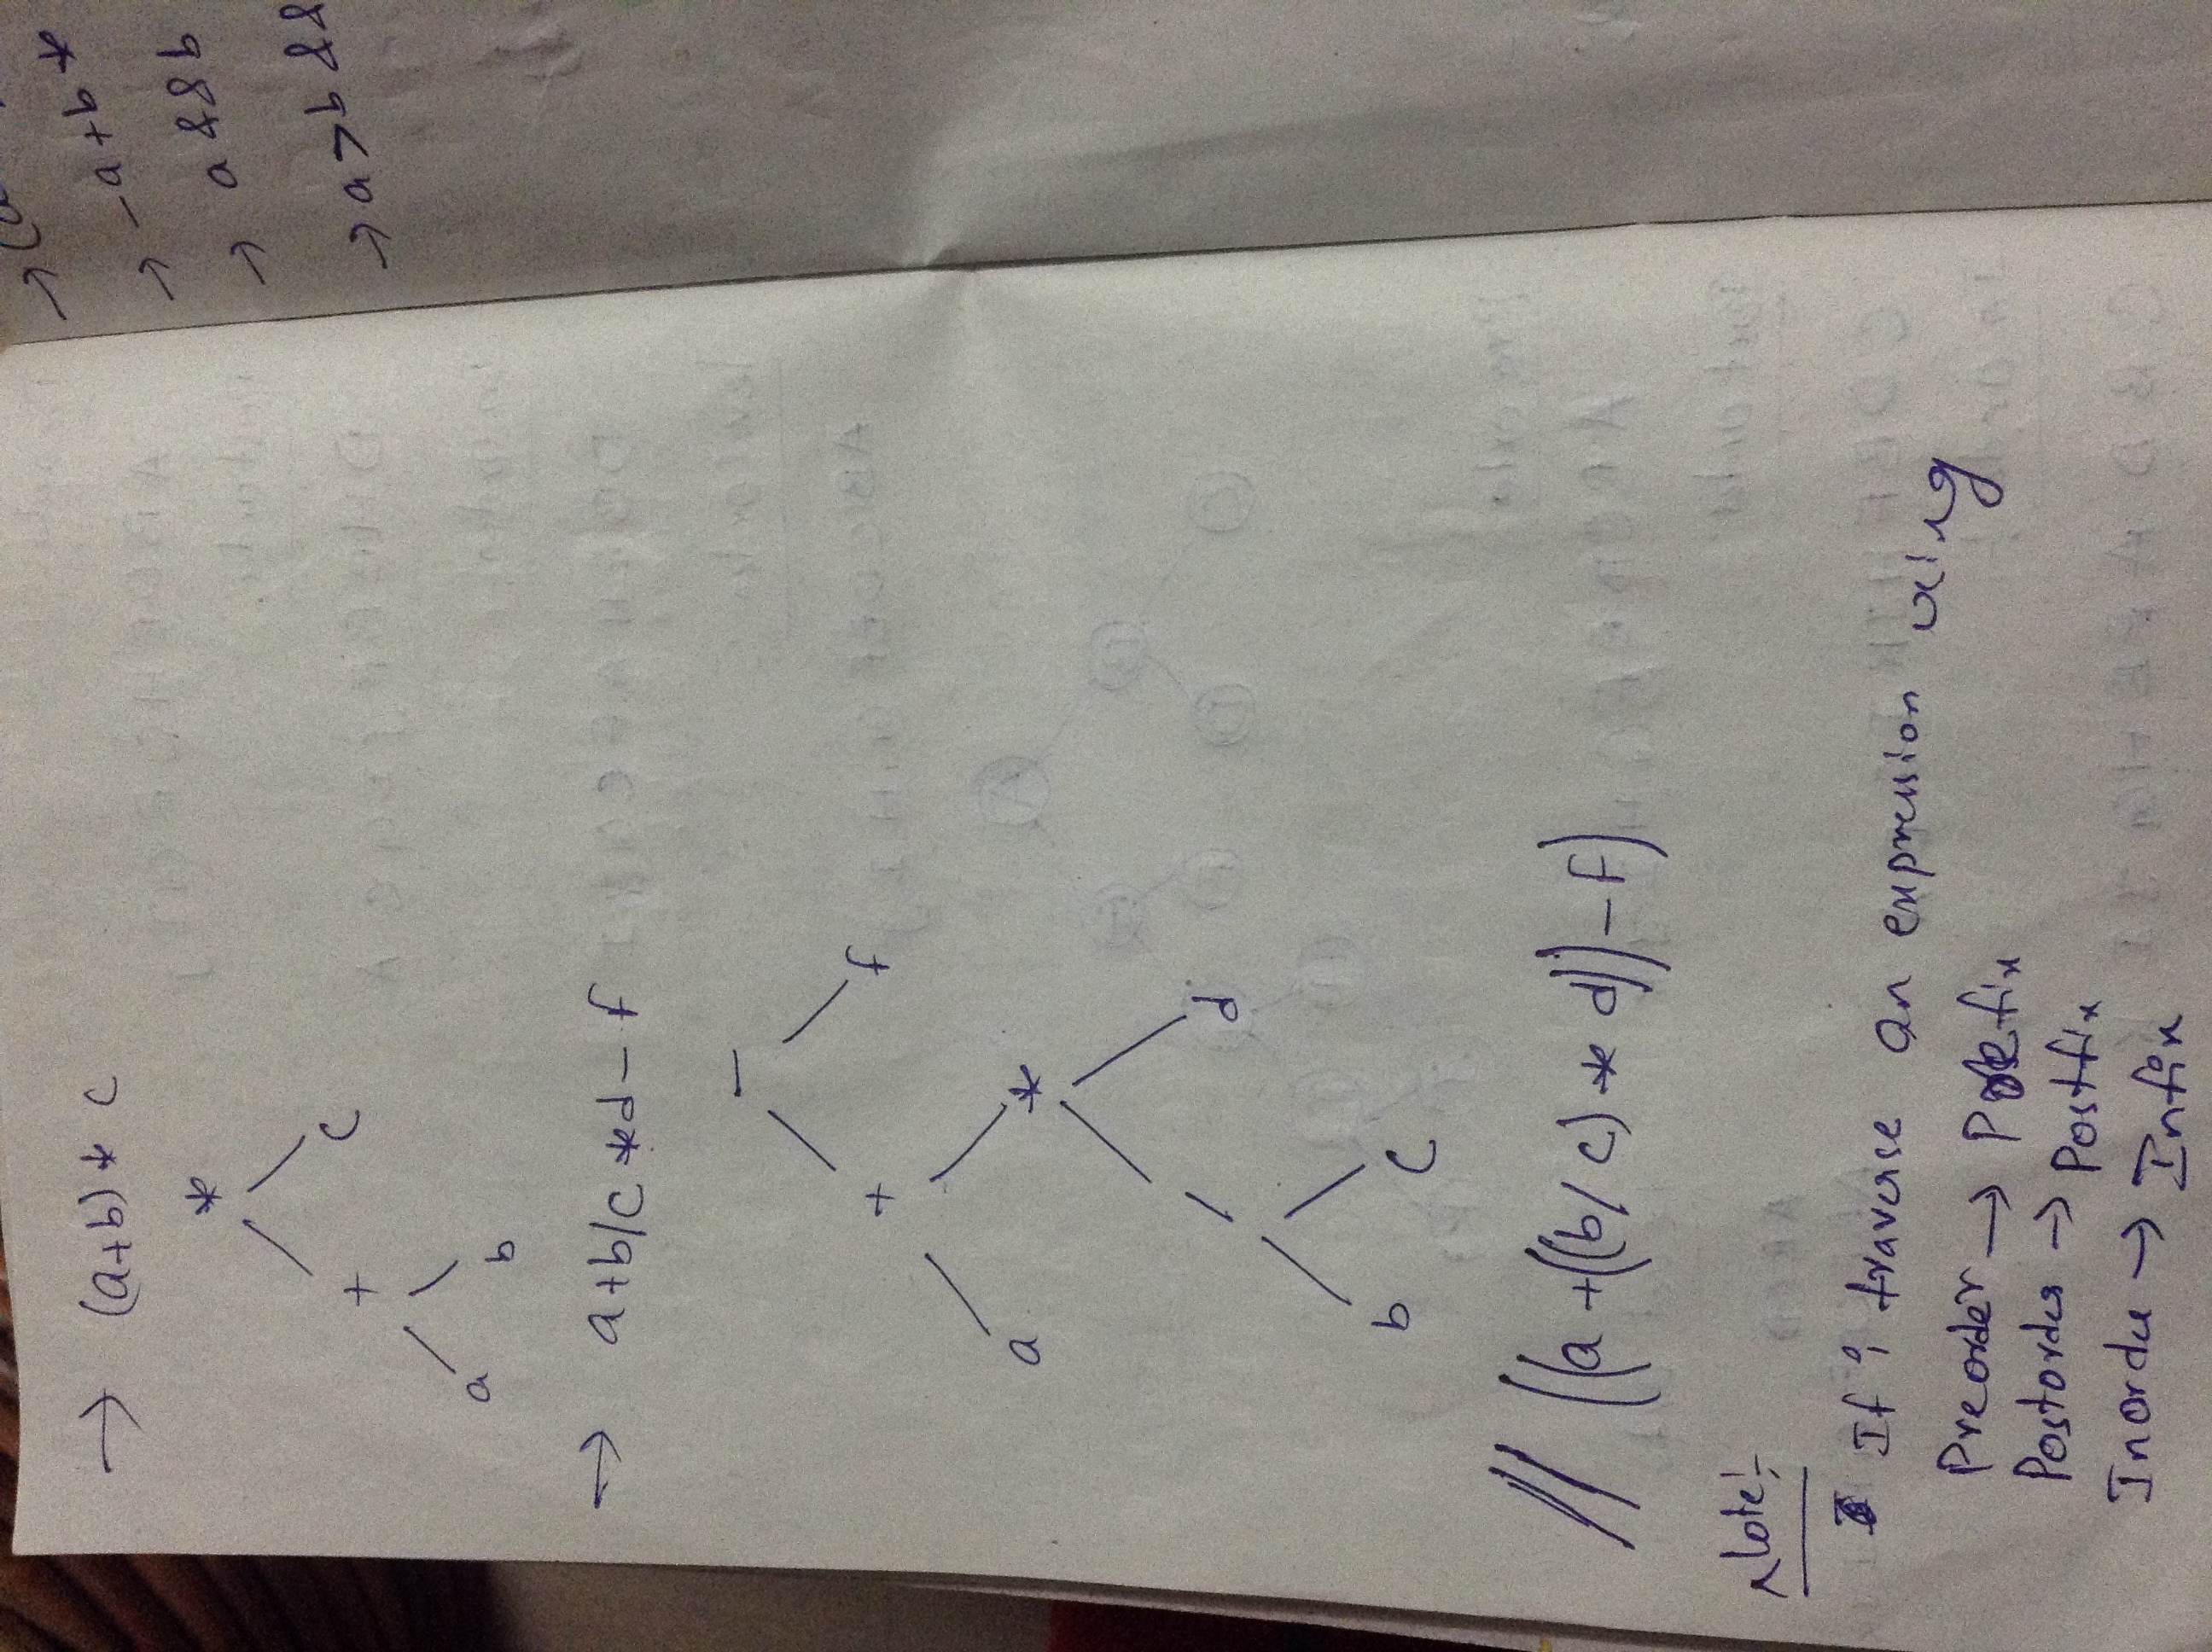 → (a+b) * c
*
+ c
a b
→ a+b/c *d - f
-
+ f
a *
/ d
b c
// ((a +((b/c) * d)) - f)
Note:-
If i traverse an expression using
Preorder → Prefix
Postorder → Postfix
Inorder → Infix
→ (a
→ -a+b *
→ a && b
→ a>b &&